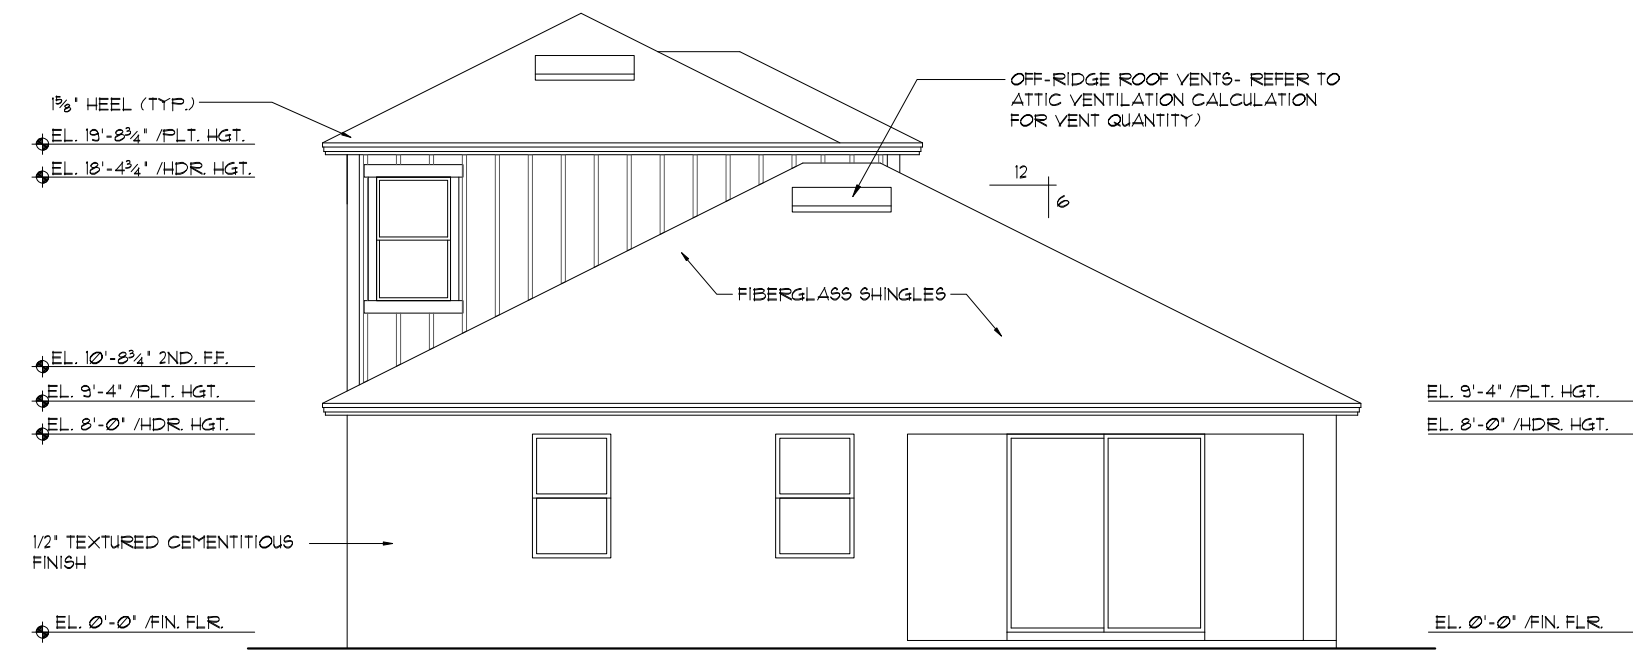 OFF-RIDGE ROOF VENTS- REFER TO
ATTIC VENTILATION CALCULATION
FOR VENT QUANTITY)
1⅝" HEEL (TYP.)
EL. 19'-8¾" /PLT. HGT.
EL. 18'-4¾" /HDR. HGT.
12
6
FIBERGLASS SHINGLES
EL. 10'-8¾" 2ND. F.F.
EL. 9'-4" /PLT. HGT.
EL. 9'-4" /PLT. HGT.
EL. 8'-0" /HDR. HGT.
EL. 8'-0" /HDR. HGT.
1/2" TEXTURED CEMENTITIOUS
FINISH
EL. 0'-0" /FIN. FLR.
EL. 0'-0" /FIN. FLR.